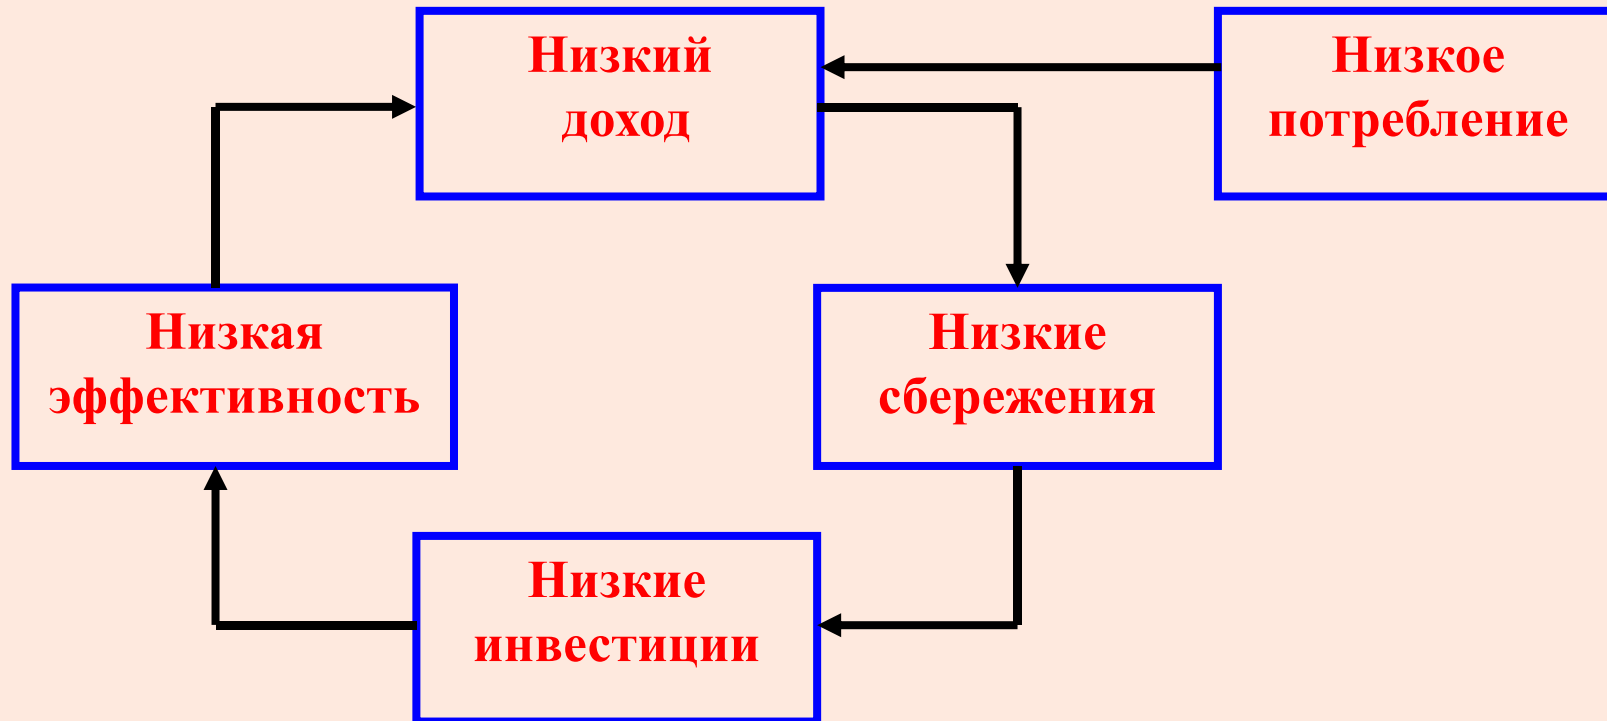 Низкий
доход
Низкое
потребление
Низкая
эффективность
Низкие
сбережения
Низкие
инвестиции